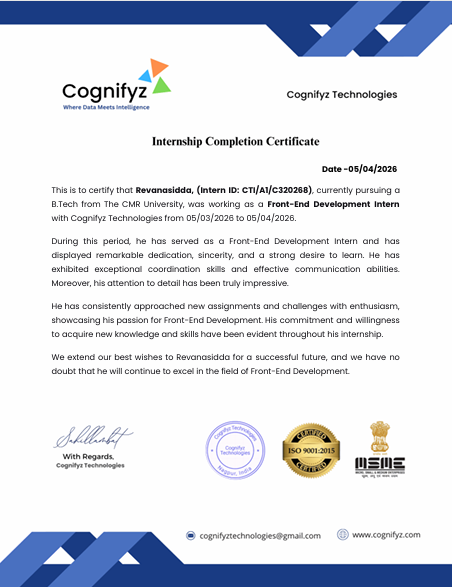 Cognifyz
Where Data Meets Intelligence
Cognifyz Technologies
Internship Completion Certificate
Date -05/04/2026
This is to certify that Revanasidda, (Intern ID: CTI/A1/C320268), currently pursuing a
B.Tech from The CMR University, was working as a Front-End Development Intern
with Cognifyz Technologies from 05/03/2026 to 05/04/2026.
During this period, he has served as a Front-End Development Intern and has
displayed remarkable dedication, sincerity, and a strong desire to learn. He has
exhibited exceptional coordination skills and effective communication abilities.
Moreover, his attention to detail has been truly impressive.
He has consistently approached new assignments and challenges with enthusiasm,
showcasing his passion for Front-End Development. His commitment and willingness
to acquire new knowledge and skills have been evident throughout his internship.
We extend our best wishes to Revanasidda for a successful future, and we have no
doubt that he will continue to excel in the field of Front-End Development.
With Regards,
Cognifyz Technologies
Cognifyz Technologies
Cognifyz
Technologies
Nagpur, India
CERTIFIED
ISO 9001:2015
CERTIFIED
MSME
cognifyztechnologies@gmail.com
www.cognifyz.com